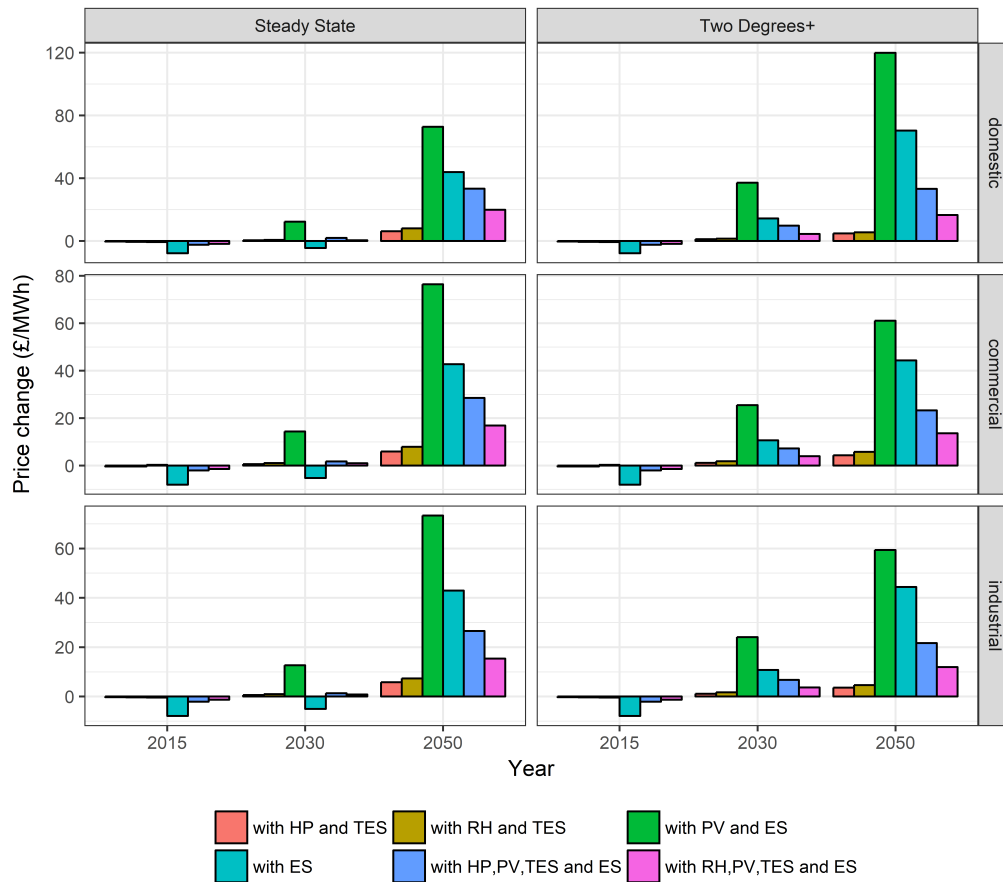 Steady State
Two Degrees+
120
80
40
0
domestic
80
60
40
20
0
commercial
60
40
20
0
industrial
Price change (£/MWh)
2015 2030 2050 2015 2030 2050
Year
with HP and TES with RH and TES with PV and ES
with ES with HP,PV,TES and ES with RH,PV,TES and ES